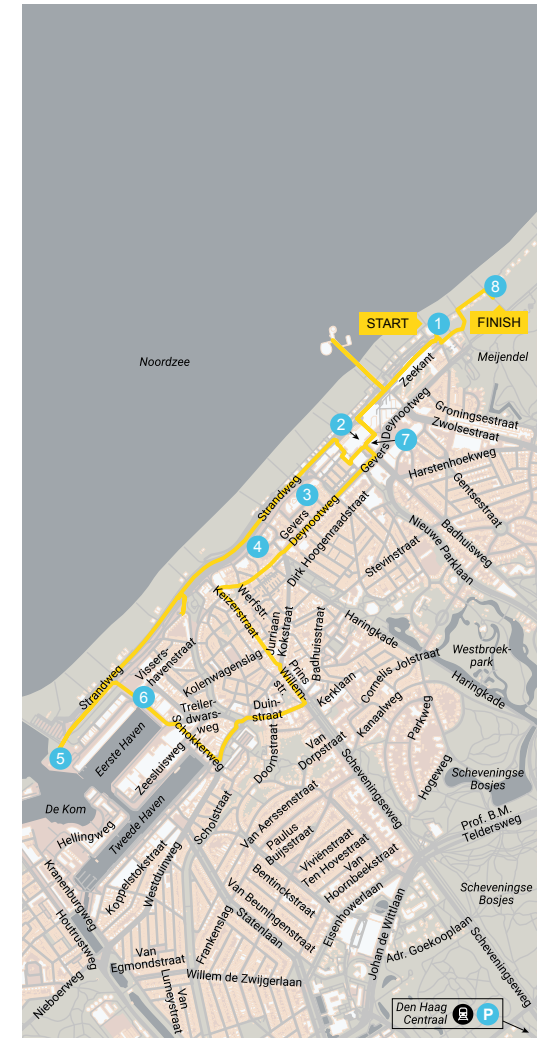 8
START
1
FINISH
Noordzee
Meijendel
Zeekant
Groningsestraat
Zwolsestraat
2
7
Gevers Deynootweg
Harstenhoekweg
Gentsestraat
Strandweg
3
Gevers
Deynootweg
Badhuisweg
Nieuwe Parklaan
4
Dirk Hoogenraadstraat
Stevinstraat
Werfstr.
Keizerstraat
Jurriaan
Kokstraat
Badhuisstraat
Haringkade
Westbroek-
park
Vissers-
havenstraat
Kolenwagenslag
Prins
Willem-
str.
Cornelis Jolstraat
Haringkade
Strandweg
6
Treiler-
dwars-
weg
Duin-
straat
Kerklaan
Kanaalweg
Parkweg
5
Eerste Haven
Schokkerweg
Zeesluisweg
Doornstraat
Van
Dorpstraat
Scheveningseweg
Hogeweg
Scheveningse
Bosjes
De Kom
Hellingweg
Tweede Haven
Scholstraat
Van Aerssenstraat
Prof. B.M.
Teldersweg
Paulus
Buijsstraat
Viviënstraat
Ten Hovestraat
Van
Hoornbeekstraat
Kranenburgweg
Koppelstokstraat
Westduinweg
Bentinckstraat
Eisenhowerlaan
Scheveningse
Bosjes
Houtrustweg
Van Beuningenstraat
Statenlaan
Frankenslag
Johan de Wittlaan
Adr. Goekooplaan
Scheveningseweg
Van
Egmondstraat
Willem de Zwijgerlaan
Nieboerweg
Van
Lumeystraat
Den Haag
Centraal
P